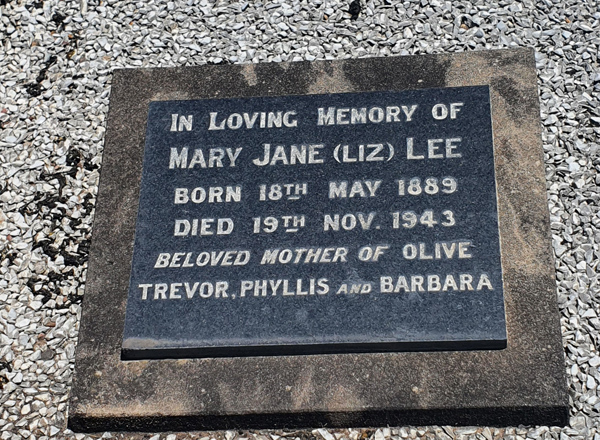 IN LOVING MEMORY OF
MARY JANE (LIZ) LEE
BORN 18TH MAY 1889
DIED 19TH NOV. 1943
BELOVED MOTHER OF OLIVE
TREVOR, PHYLLIS AND BARBARA